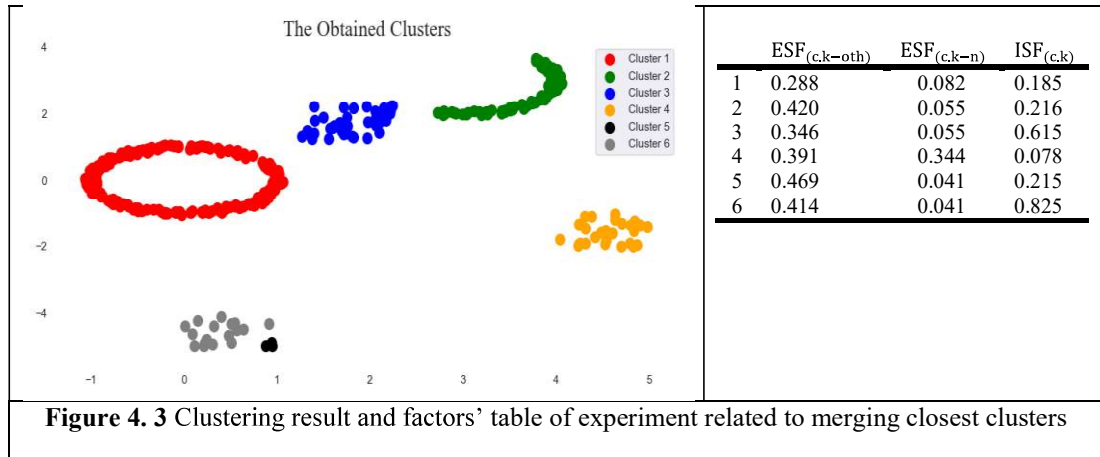 The Obtained Clusters
4
2
0
−2
−4
−1 0 1 2 3 4 5
Cluster 1
Cluster 2
Cluster 3
Cluster 4
Cluster 5
Cluster 6
ESF(c.k−oth) ESF(c.k−n) ISF(c.k)
1 0.288 0.082 0.185
2 0.420 0.055 0.216
3 0.346 0.055 0.615
4 0.391 0.344 0.078
5 0.469 0.041 0.215
6 0.414 0.041 0.825
Figure 4. 3 Clustering result and factors’ table of experiment related to merging closest clusters